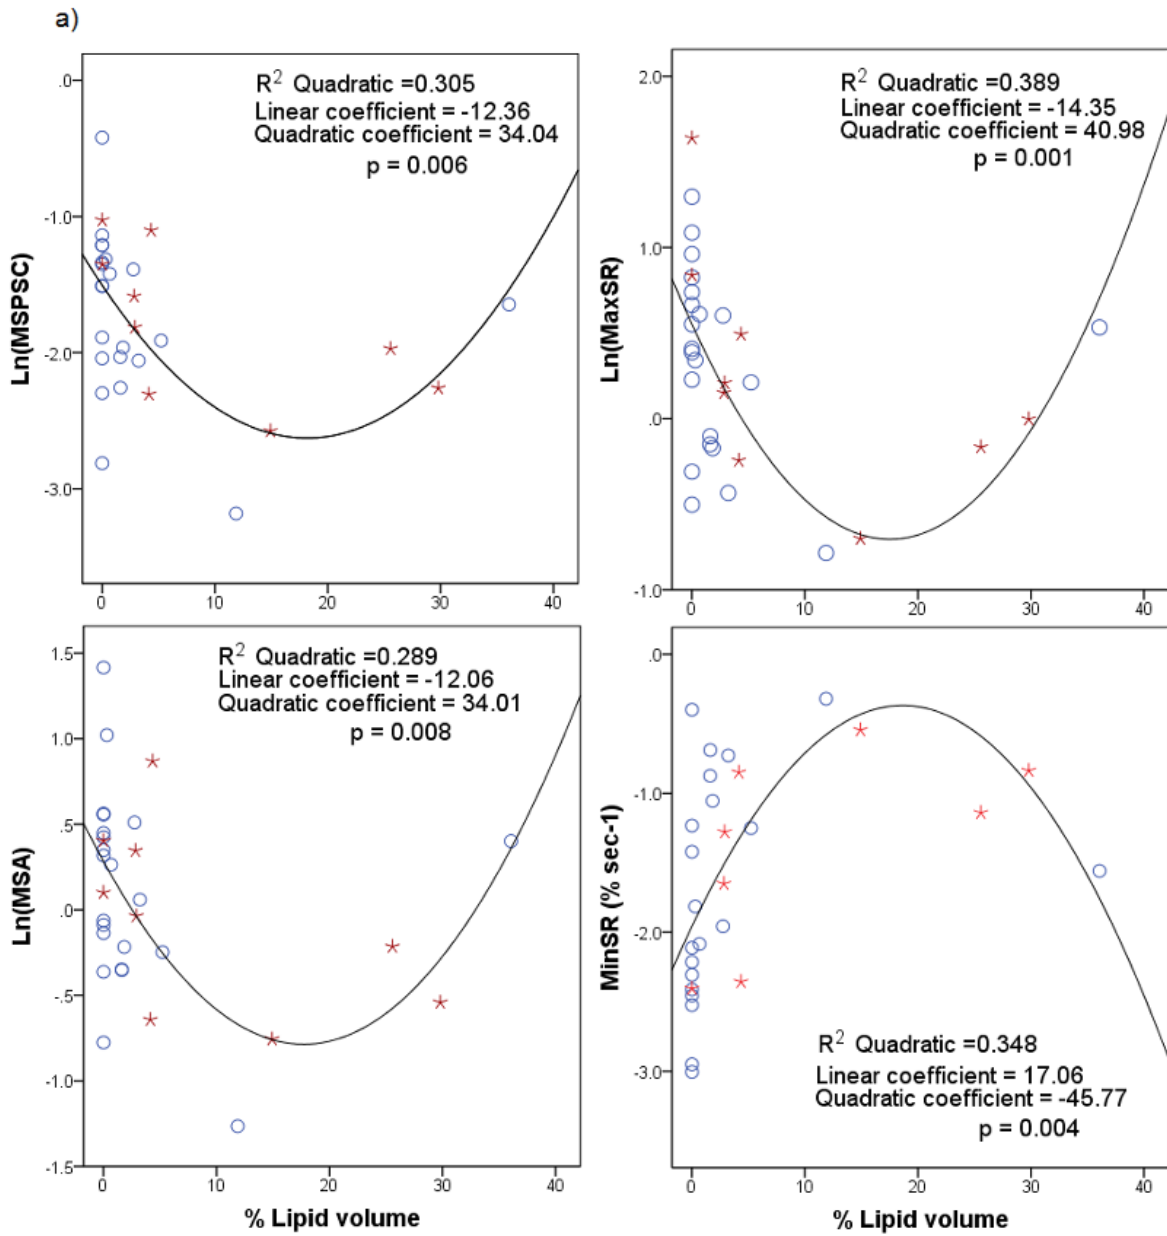 a)
R² Quadratic =0.305
Linear coefficient = -12.36
Quadratic coefficient = 34.04
p = 0.006
Ln(MSPSC)
.0
-1.0
-2.0
-3.0
0 10 20 30 40
R² Quadratic =0.389
Linear coefficient = -14.35
Quadratic coefficient = 40.98
p = 0.001
Ln(MaxSR)
2.0
1.0
.0
-1.0
0 10 20 30 40
R² Quadratic =0.289
Linear coefficient = -12.06
Quadratic coefficient = 34.01
p = 0.008
Ln(MSA)
1.5
1.0
.5
.0
-.5
-1.0
-1.5
0 10 20 30 40
% Lipid volume
R² Quadratic =0.348
Linear coefficient = 17.06
Quadratic coefficient = -45.77
p = 0.004
MinSR (% sec-1)
.0
-1.0
-2.0
-3.0
0 10 20 30 40
% Lipid volume